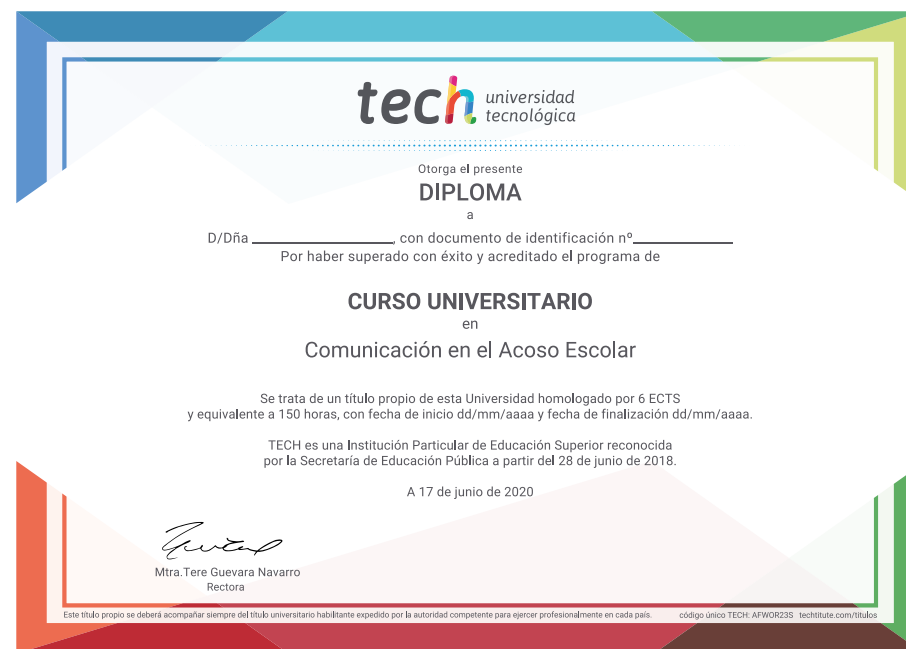 tech universidad
tecnológica
Otorga el presente
DIPLOMA
a
D/Dña ____________________, con documento de identificación nº______________
Por haber superado con éxito y acreditado el programa de
CURSO UNIVERSITARIO
en
Comunicación en el Acoso Escolar
Se trata de un título propio de esta Universidad homologado por 6 ECTS
y equivalente a 150 horas, con fecha de inicio dd/mm/aaaa y fecha de finalización dd/mm/aaaa.
TECH es una Institución Particular de Educación Superior reconocida
por la Secretaría de Educación Pública a partir del 28 de junio de 2018.
A 17 de junio de 2020
Mtra.Tere Guevara Navarro
Rectora
Este título propio se deberá acompañar siempre del título universitario habilitante expedido por la autoridad competente para ejercer profesionalmente en cada país. código único TECH: AFWOR23S techtitute.com/titulos